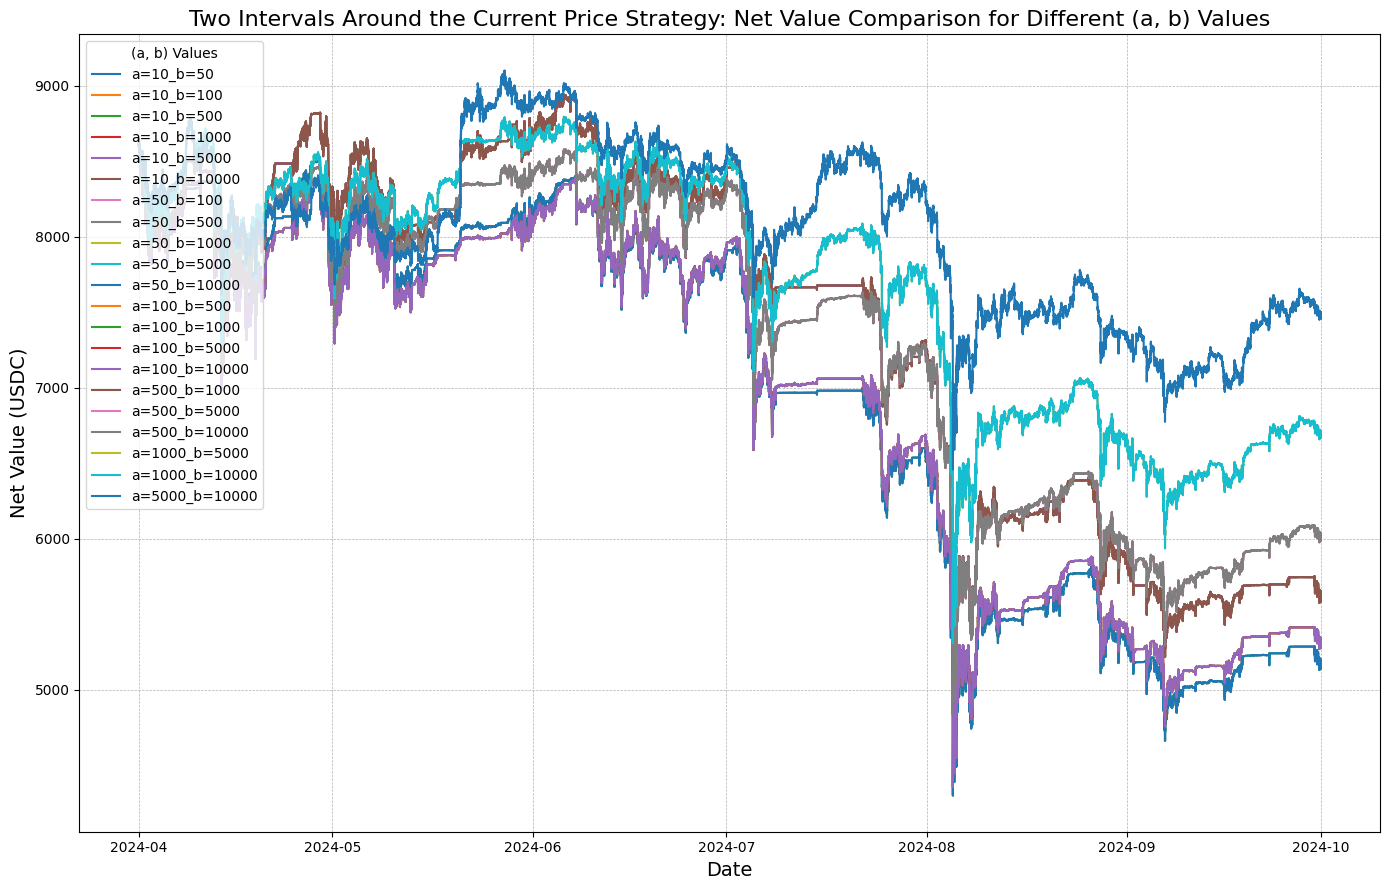 Two Intervals Around the Current Price Strategy: Net Value Comparison for Different (a, b) Values
(a, b) Values
a=10_b=50
a=10_b=100
a=10_b=500
a=10_b=1000
a=10_b=5000
a=10_b=10000
a=50_b=100
a=50_b=500
a=50_b=1000
a=50_b=5000
a=50_b=10000
a=100_b=500
a=100_b=1000
a=100_b=5000
a=100_b=10000
a=500_b=1000
a=500_b=5000
a=500_b=10000
a=1000_b=5000
a=1000_b=10000
a=5000_b=10000
Net Value (USDC)
9000
8000
7000
6000
5000
2024-04
2024-05
2024-06
2024-07
2024-08
2024-09
2024-10
Date